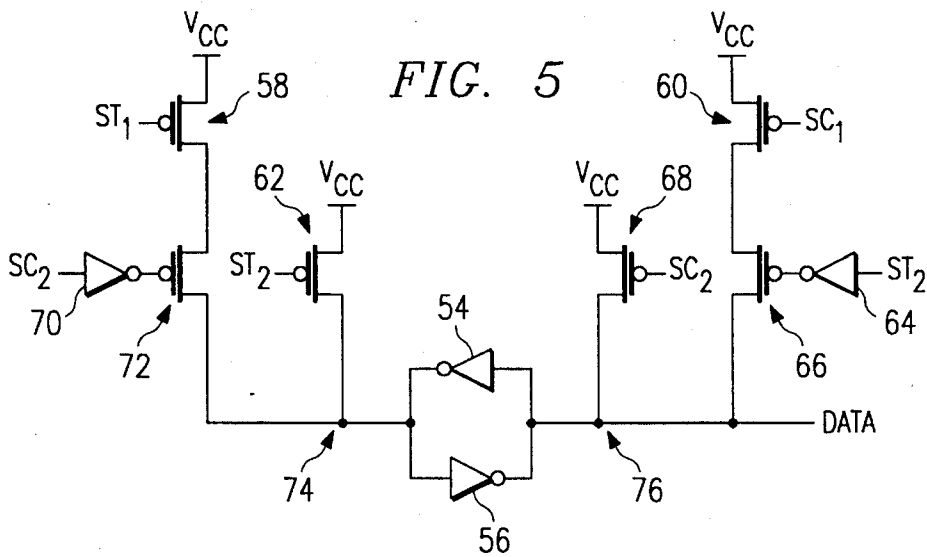 V_CC
FIG. 5
V_CC
58
60
ST_1
SC_1
62
V_CC
V_CC
68
SC_2
ST_2
SC_2
ST_2
70
54
64
72
66
DATA
74
76
56